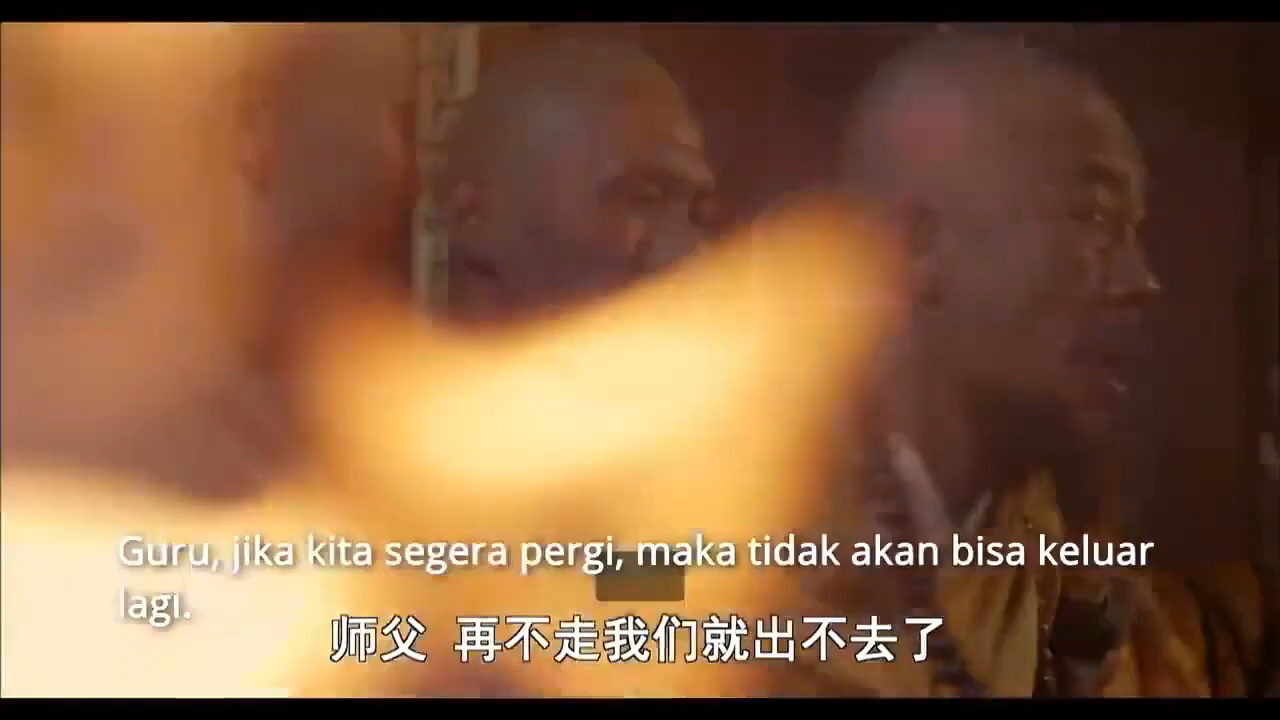 Guru, jika kita segera pergi, maka tidak akan bisa keluar
lagi.
师父 再不走我们就出不去了